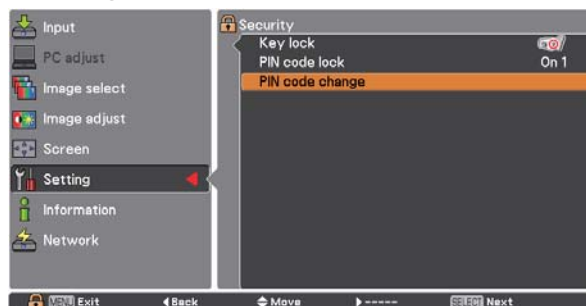 Input
PC adjust
Image select
Image adjust
Screen
Setting
Information
Network
Security
Key lock
PIN code lock On 1
PIN code change
MENU Exit Back Move ----- SELECT Next